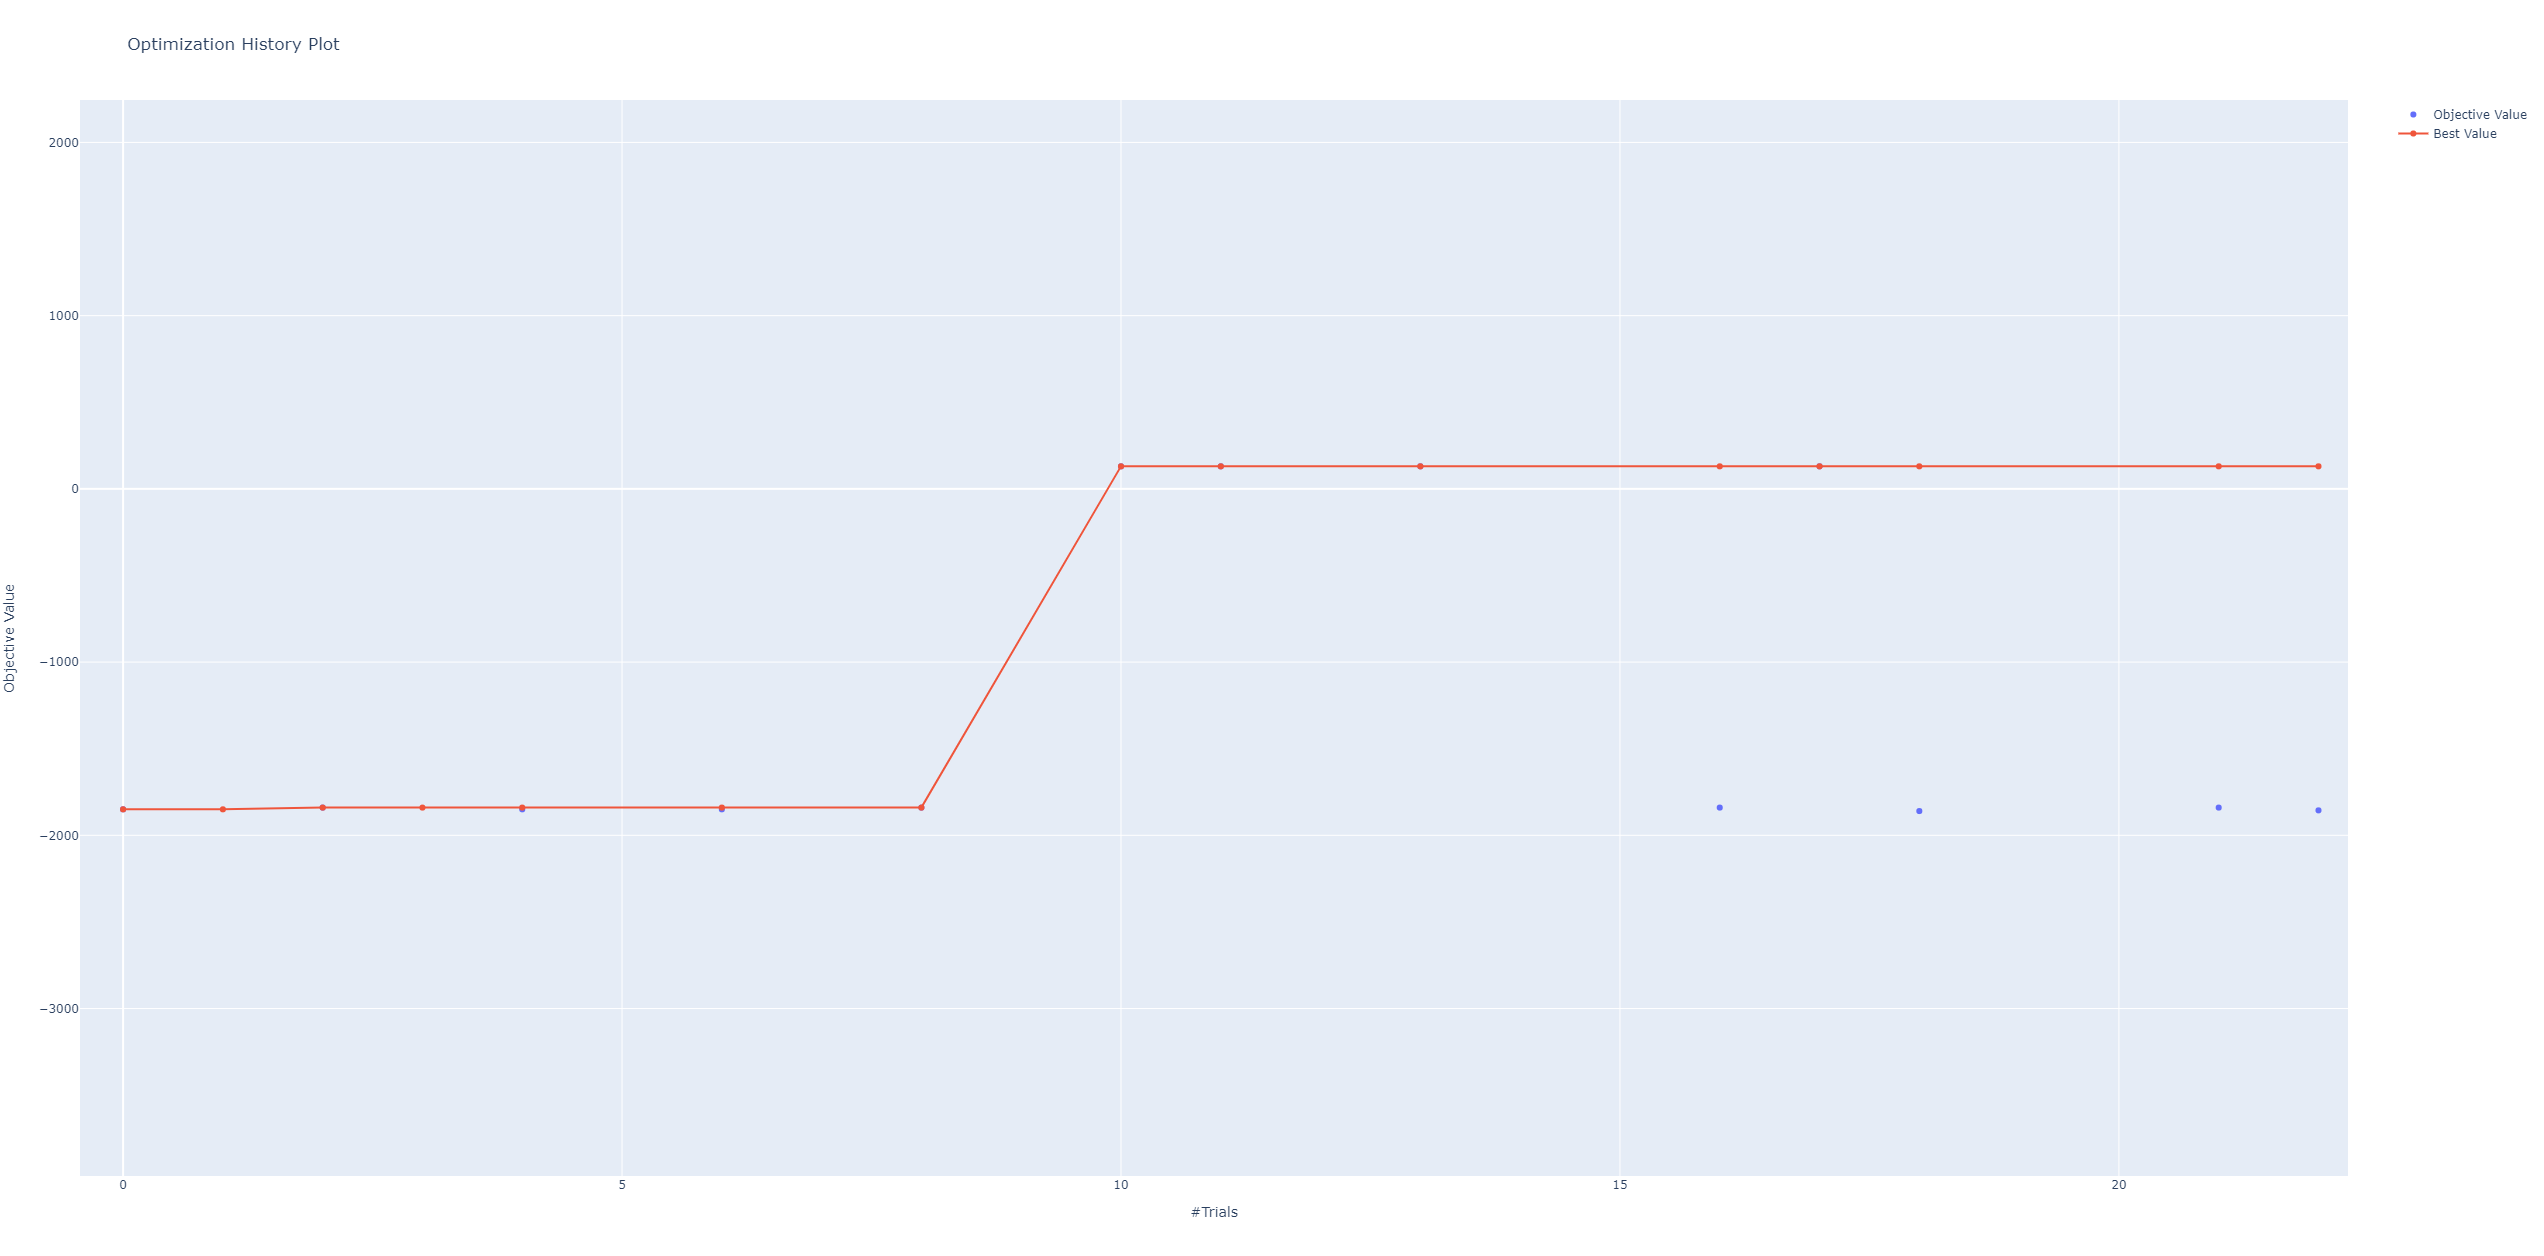 Optimization History Plot
Objective Value
Best Value
2000
1000
0
−1000
−2000
−3000
Objective Value
0
5
10
15
20
#Trials